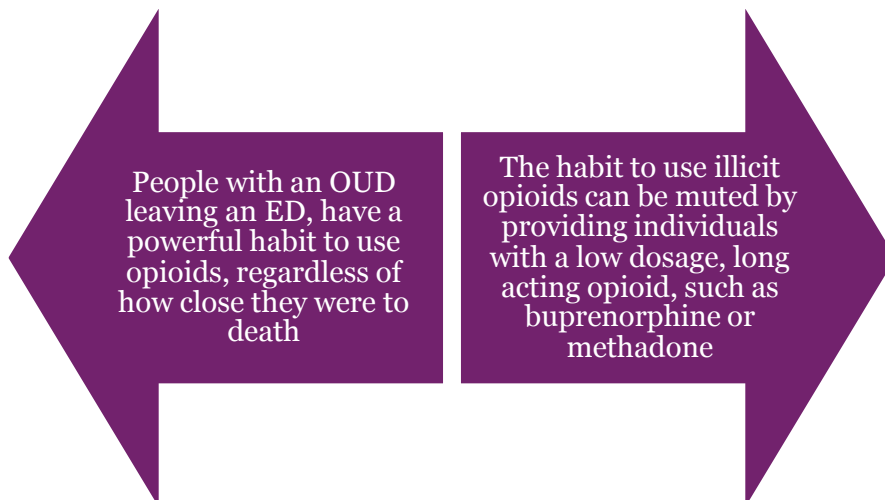 People with an OUD
leaving an ED, have a
powerful habit to use
opioids, regardless of
how close they were to
death
The habit to use illicit
opioids can be muted by
providing individuals
with a low dosage, long
acting opioid, such as
buprenorphine or
methadone